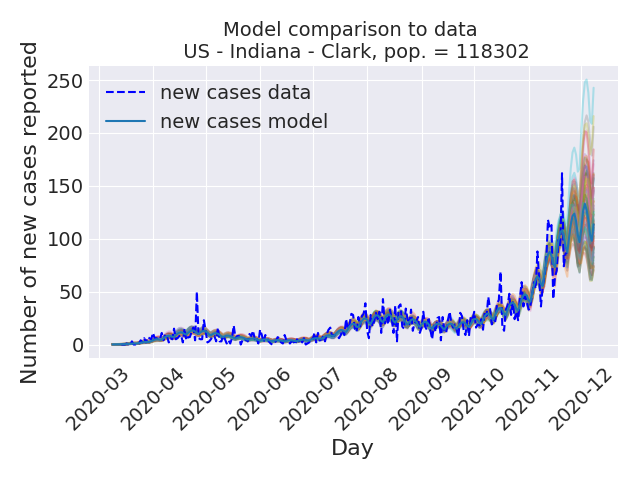 Model comparison to data
US - Indiana - Clark, pop. = 118302
Number of new cases reported
250
200
150
100
50
0
new cases data
new cases model
2020-03
2020-04
2020-05
2020-06
2020-07
2020-08
2020-09
2020-10
2020-11
2020-12
Day